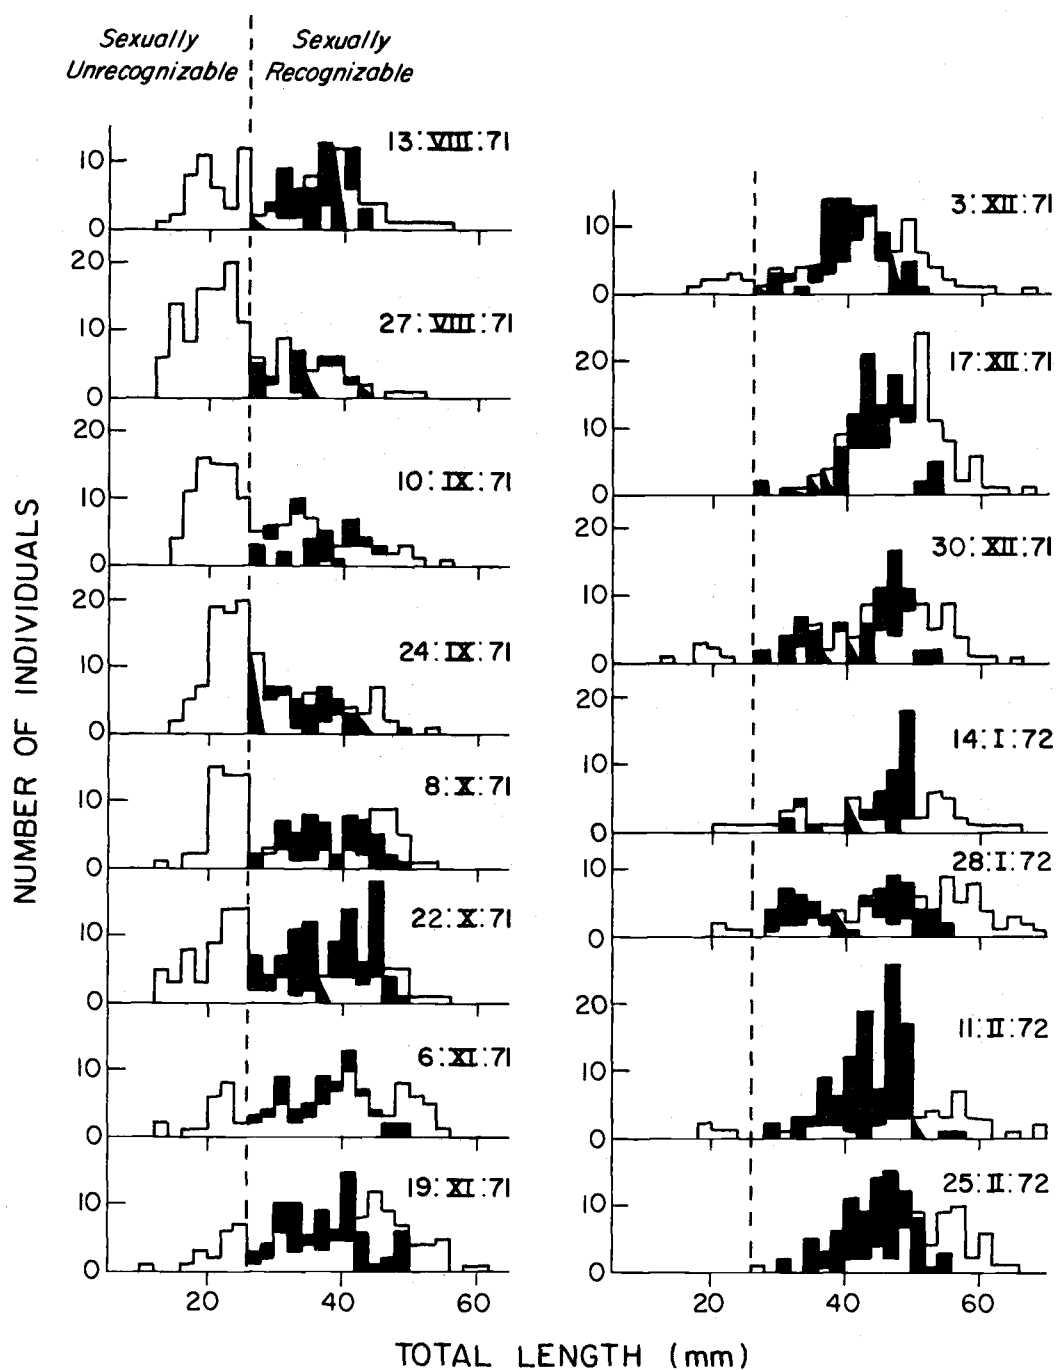 Sexually Unrecognizable
Sexually Recognizable
13:VIII:71
10
0
27:VIII:71
20
10
0
10:IX:71
20
10
0
24:IX:71
20
10
0
8:X:71
10
0
22:X:71
10
0
6:XI:71
10
0
19:XI:71
10
0
20 40 60
3:XII:71
10
0
17:XII:71
20
10
0
30:XII:71
20
10
0
14:I:72
20
10
0
28:I:72
10
0
11:II:72
20
10
0
25:II:72
10
0
20 40 60
NUMBER OF INDIVIDUALS
TOTAL LENGTH (mm)